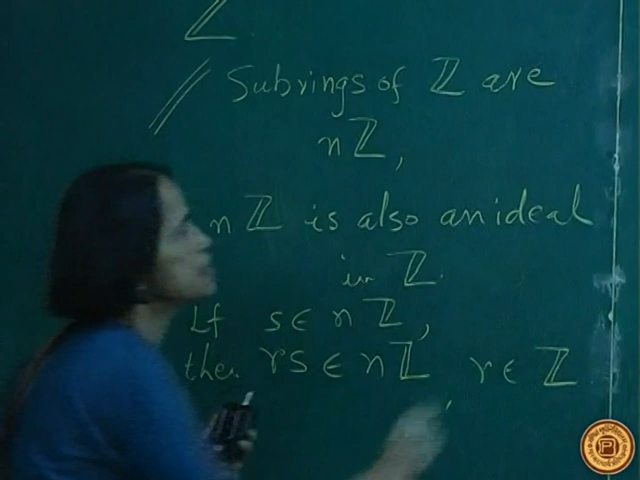 ℤ
Subrings of ℤ are
nℤ,
nℤ is also an ideal
in ℤ.
If s ∈ nℤ,
then rs ∈ nℤ, r ∈ ℤ